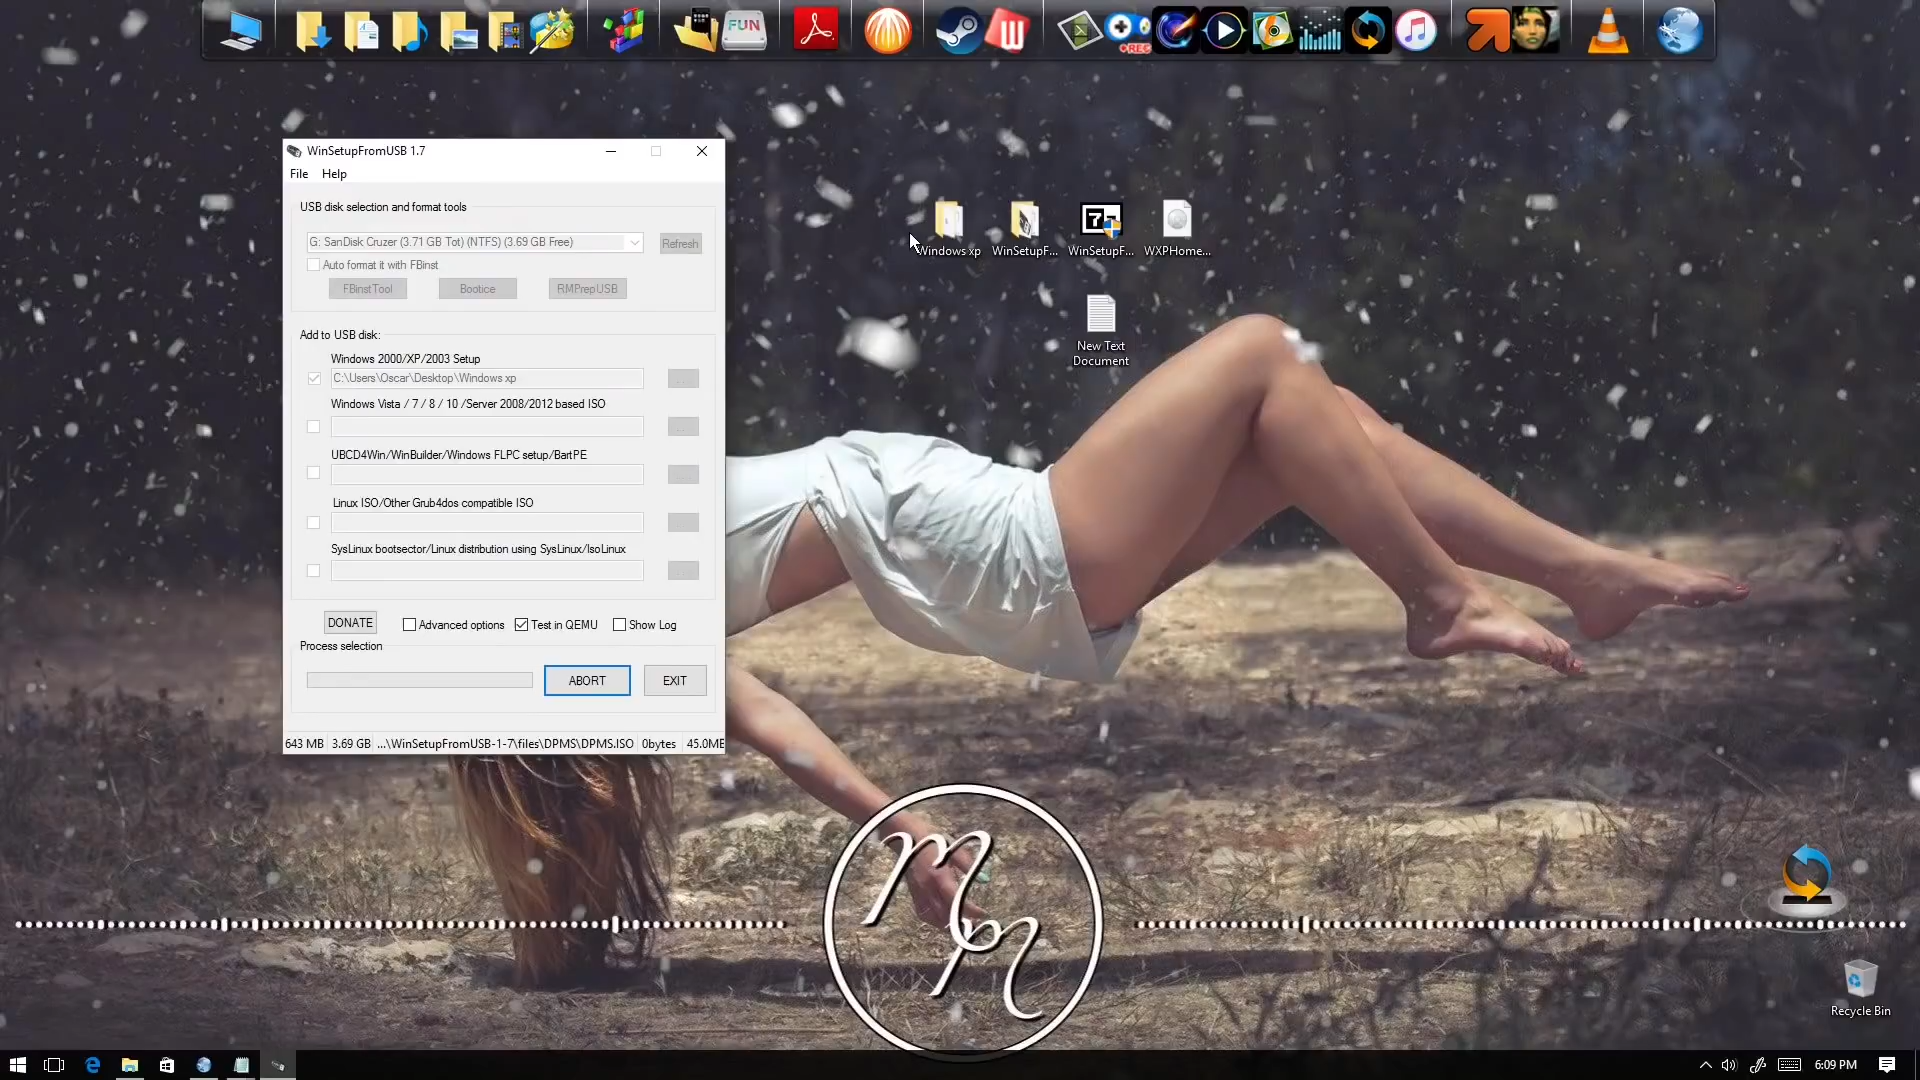 FUN
REC
WinSetupFromUSB 1.7
File Help
USB disk selection and format tools
G: SanDisk Cruzer (3.71 GB Tot) (NTFS) (3.69 GB Free)
Refresh
Auto format it with FBinst
FBinstTool Bootice RMPrepUSB
Add to USB disk:
Windows 2000/XP/2003 Setup
C:\Users\Oscar\Desktop\Windows xp
...
Windows Vista / 7 / 8 / 10 /Server 2008/2012 based ISO
...
UBCD4Win/WinBuilder/Windows FLPC setup/BartPE
...
Linux ISO/Other Grub4dos compatible ISO
SysLinux bootsector/Linux distribution using SysLinux/IsoLinux
...
DONATE Advanced options Test in QEMU Show Log
Process selection
ABORT EXIT
643 MB 3.69 GB ...\WinSetupFromUSB-1-7\files\DPMS\DPMS.ISO 0bytes 45.0MB
Windows xp WinSetupF... WinSetupF... WXPHome...
New Text
Document
Recycle Bin
6:09 PM